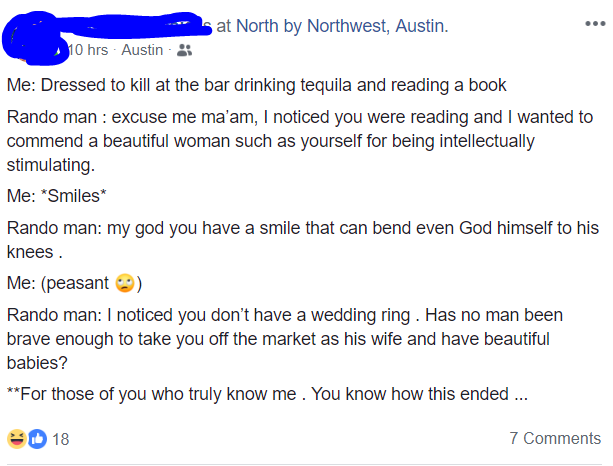 at North by Northwest, Austin.
10 hrs · Austin ·
Me: Dressed to kill at the bar drinking tequila and reading a book
Rando man : excuse me ma'am, I noticed you were reading and I wanted to
commend a beautiful woman such as yourself for being intellectually
stimulating.
Me: *Smiles*
Rando man: my god you have a smile that can bend even God himself to his
knees .
Me: (peasant 🙄)
Rando man: I noticed you don't have a wedding ring . Has no man been
brave enough to take you off the market as his wife and have beautiful
babies?
**For those of you who truly know me . You know how this ended ...
18
7 Comments